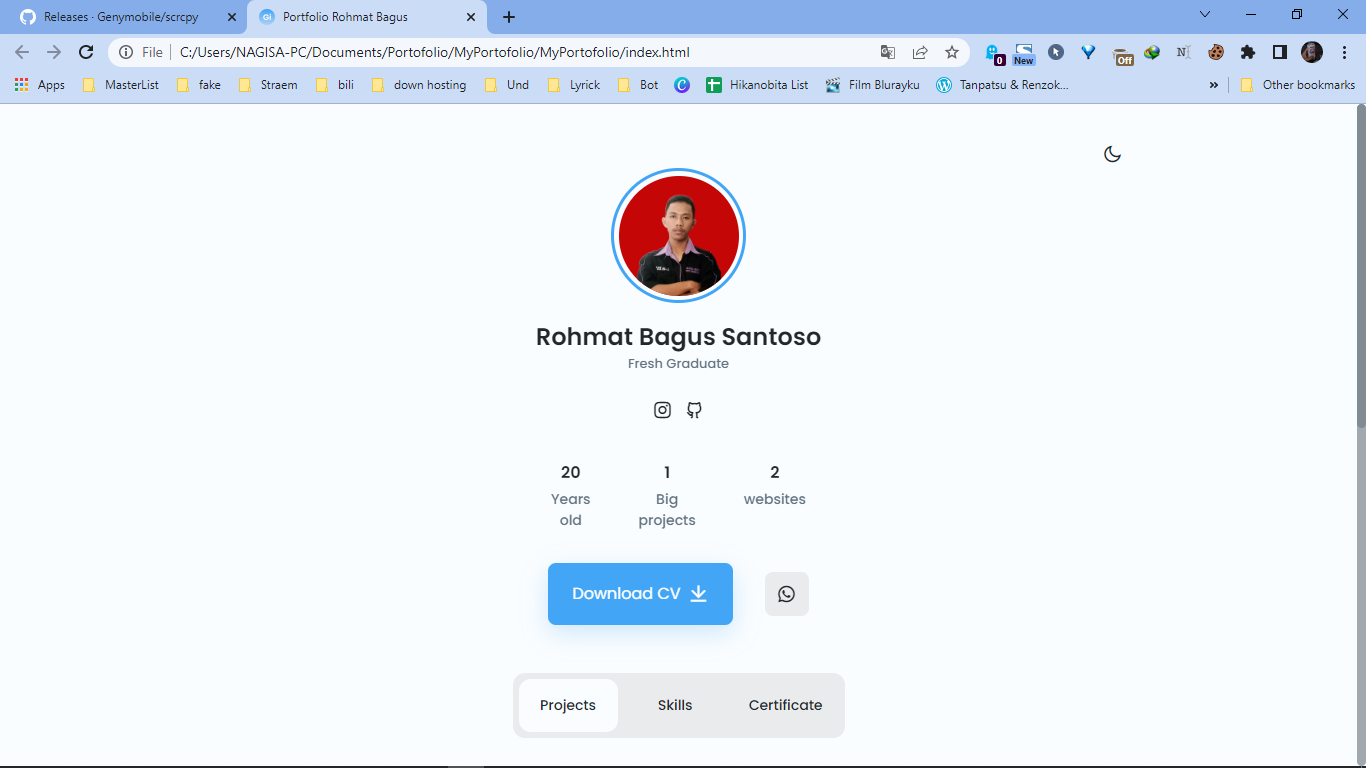 Releases · Genymobile/scrcpy
Gi Portfolio Rohmat Bagus
File C:/Users/NAGISA-PC/Documents/Portofolio/MyPortofolio/MyPortofolio/index.html
0 New Off
Apps MasterList fake Straem bili down hosting Und Lyrick Bot Hikanobita List Film Blurayku Tanpatsu & Renzok... » Other bookmarks
Rohmat Bagus Santoso
Fresh Graduate
20 1 2
Years Big websites
old projects
Download CV
Projects Skills Certificate